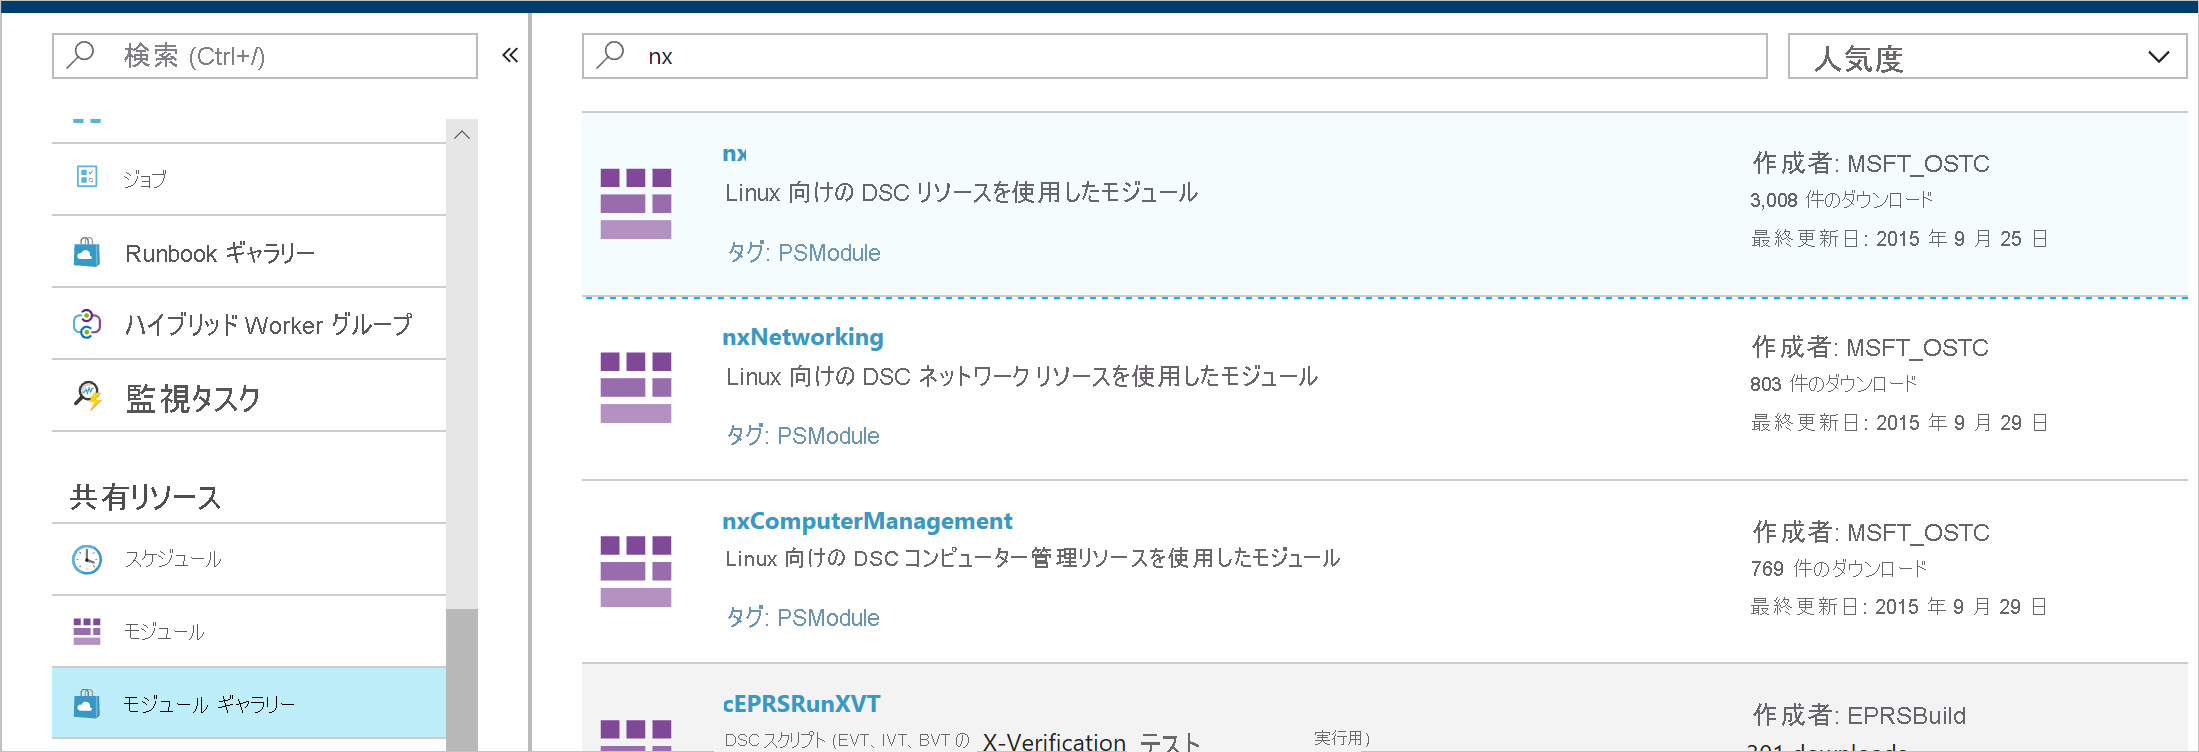 検索 (Ctrl+/)
«
ジョブ
Runbook ギャラリー
ハイブリッド Worker グループ
監視タスク
共有リソース
スケジュール
モジュール
モジュール ギャラリー
nx
人気度
nx
Linux 向けの DSC リソースを使用したモジュール
タグ: PSModule
作成者: MSFT_OSTC
3,008 件のダウンロード
最終更新日: 2015 年 9 月 25 日
nxNetworking
Linux 向けの DSC ネットワーク リソースを使用したモジュール
タグ: PSModule
作成者: MSFT_OSTC
803 件のダウンロード
最終更新日: 2015 年 9 月 29 日
nxComputerManagement
Linux 向けの DSC コンピューター管理リソースを使用したモジュール
タグ: PSModule
作成者: MSFT_OSTC
769 件のダウンロード
最終更新日: 2015 年 9 月 29 日
cEPRSRunXVT
DSC スクリプト (EVT、IVT、BVT の X-Verification テスト 実行用)
作成者: EPRSBuild